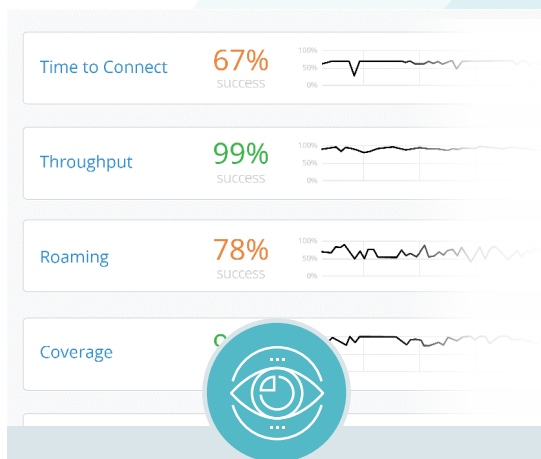 Time to Connect
67%
success
100%
50%
0%
Throughput
99%
success
100%
50%
0%
Roaming
78%
success
100%
50%
0%
Coverage